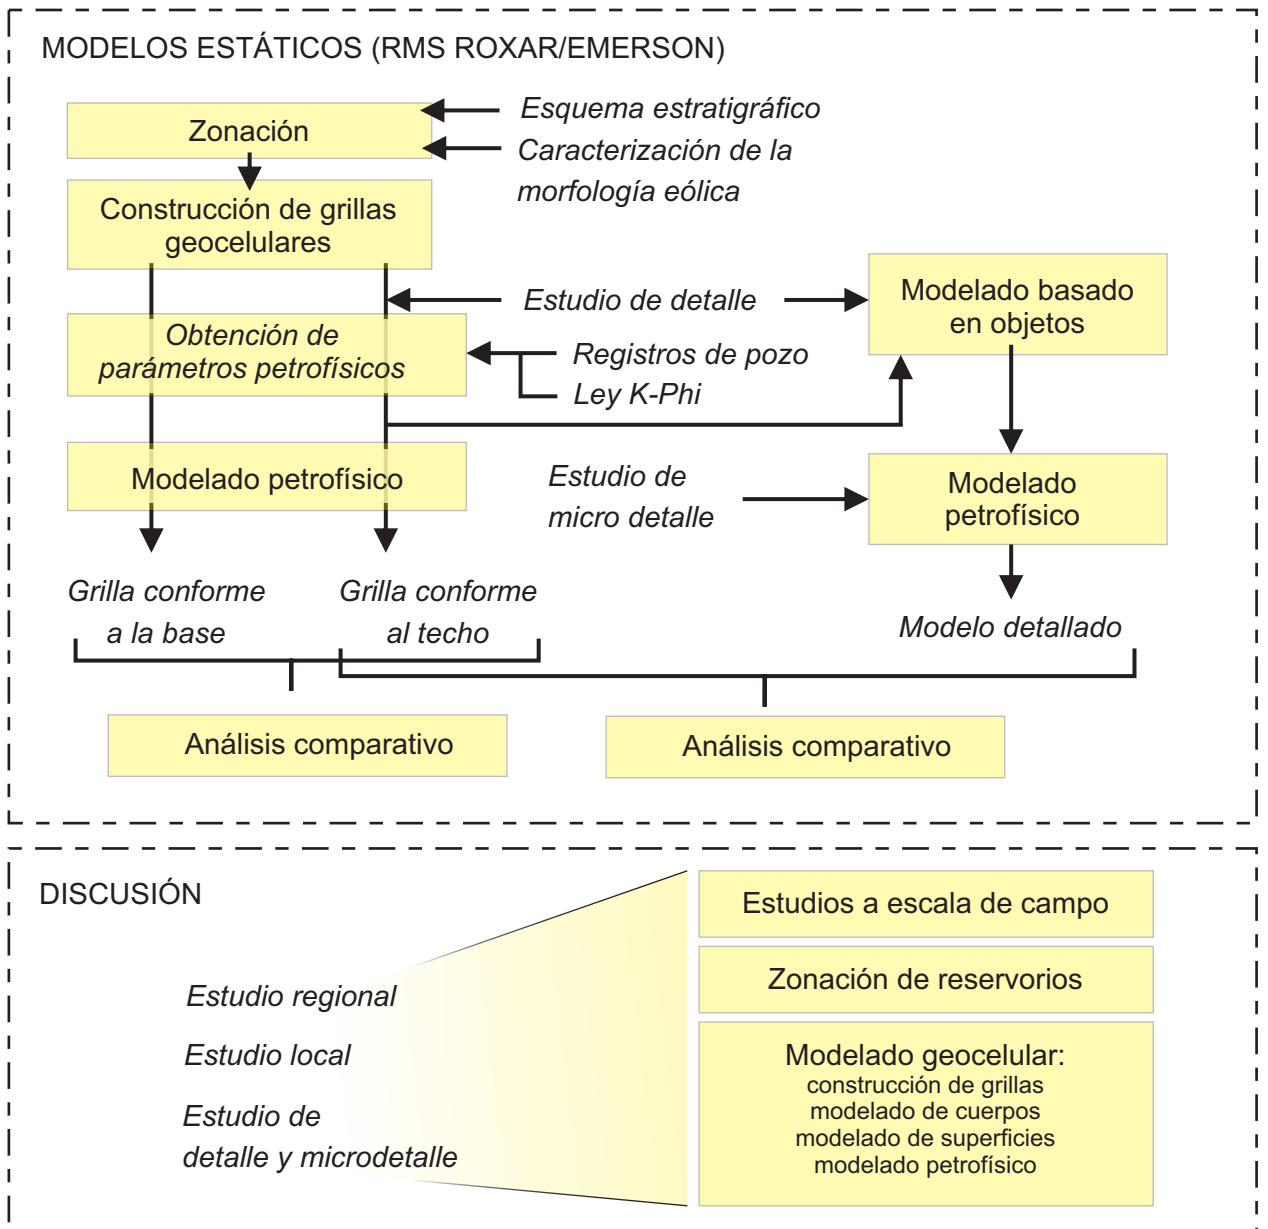 MODELOS ESTÁTICOS (RMS ROXAR/EMERSON)
Zonación
Esquema estratigráfico
Caracterización de la
morfología eólica
Construcción de grillas
geocelulares
Estudio de detalle
Modelado basado
en objetos
Obtención de
parámetros petrofísicos
Registros de pozo
Ley K-Phi
Modelado petrofísico
Estudio de
micro detalle
Modelado
petrofísico
Grilla conforme
a la base
Grilla conforme
al techo
Modelo detallado
Análisis comparativo
Análisis comparativo
DISCUSIÓN
Estudio regional
Estudio local
Estudio de
detalle y microdetalle
Estudios a escala de campo
Zonación de reservorios
Modelado geocelular:
construcción de grillas
modelado de cuerpos
modelado de superficies
modelado petrofísico